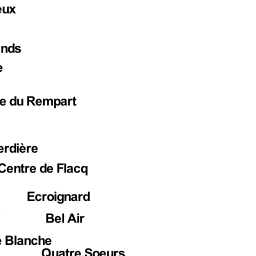 eux
nds
e
e du Rempart
erdière
Centre de Flacq
Ecroignard
Bel Air
e Blanche
Quatre Soeurs